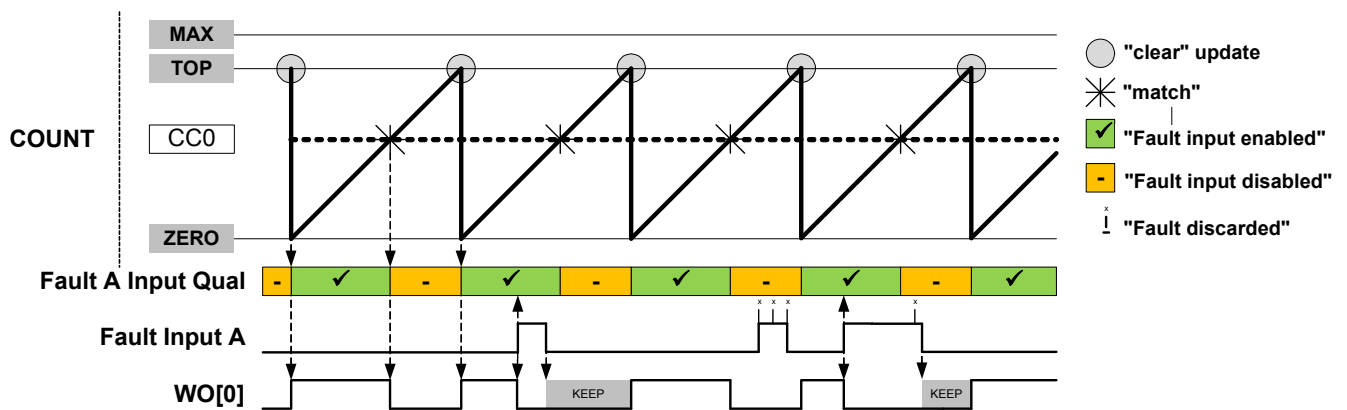 MAX
"clear" update
TOP
"match"
COUNT
CC0
"Fault input enabled"
- "Fault input disabled"
x
ZERO
"Fault discarded"
Fault A Input Qual
- ✓ - ✓ - ✓ - ✓ - ✓
x x x x
Fault Input A
WO[0]
KEEP KEEP